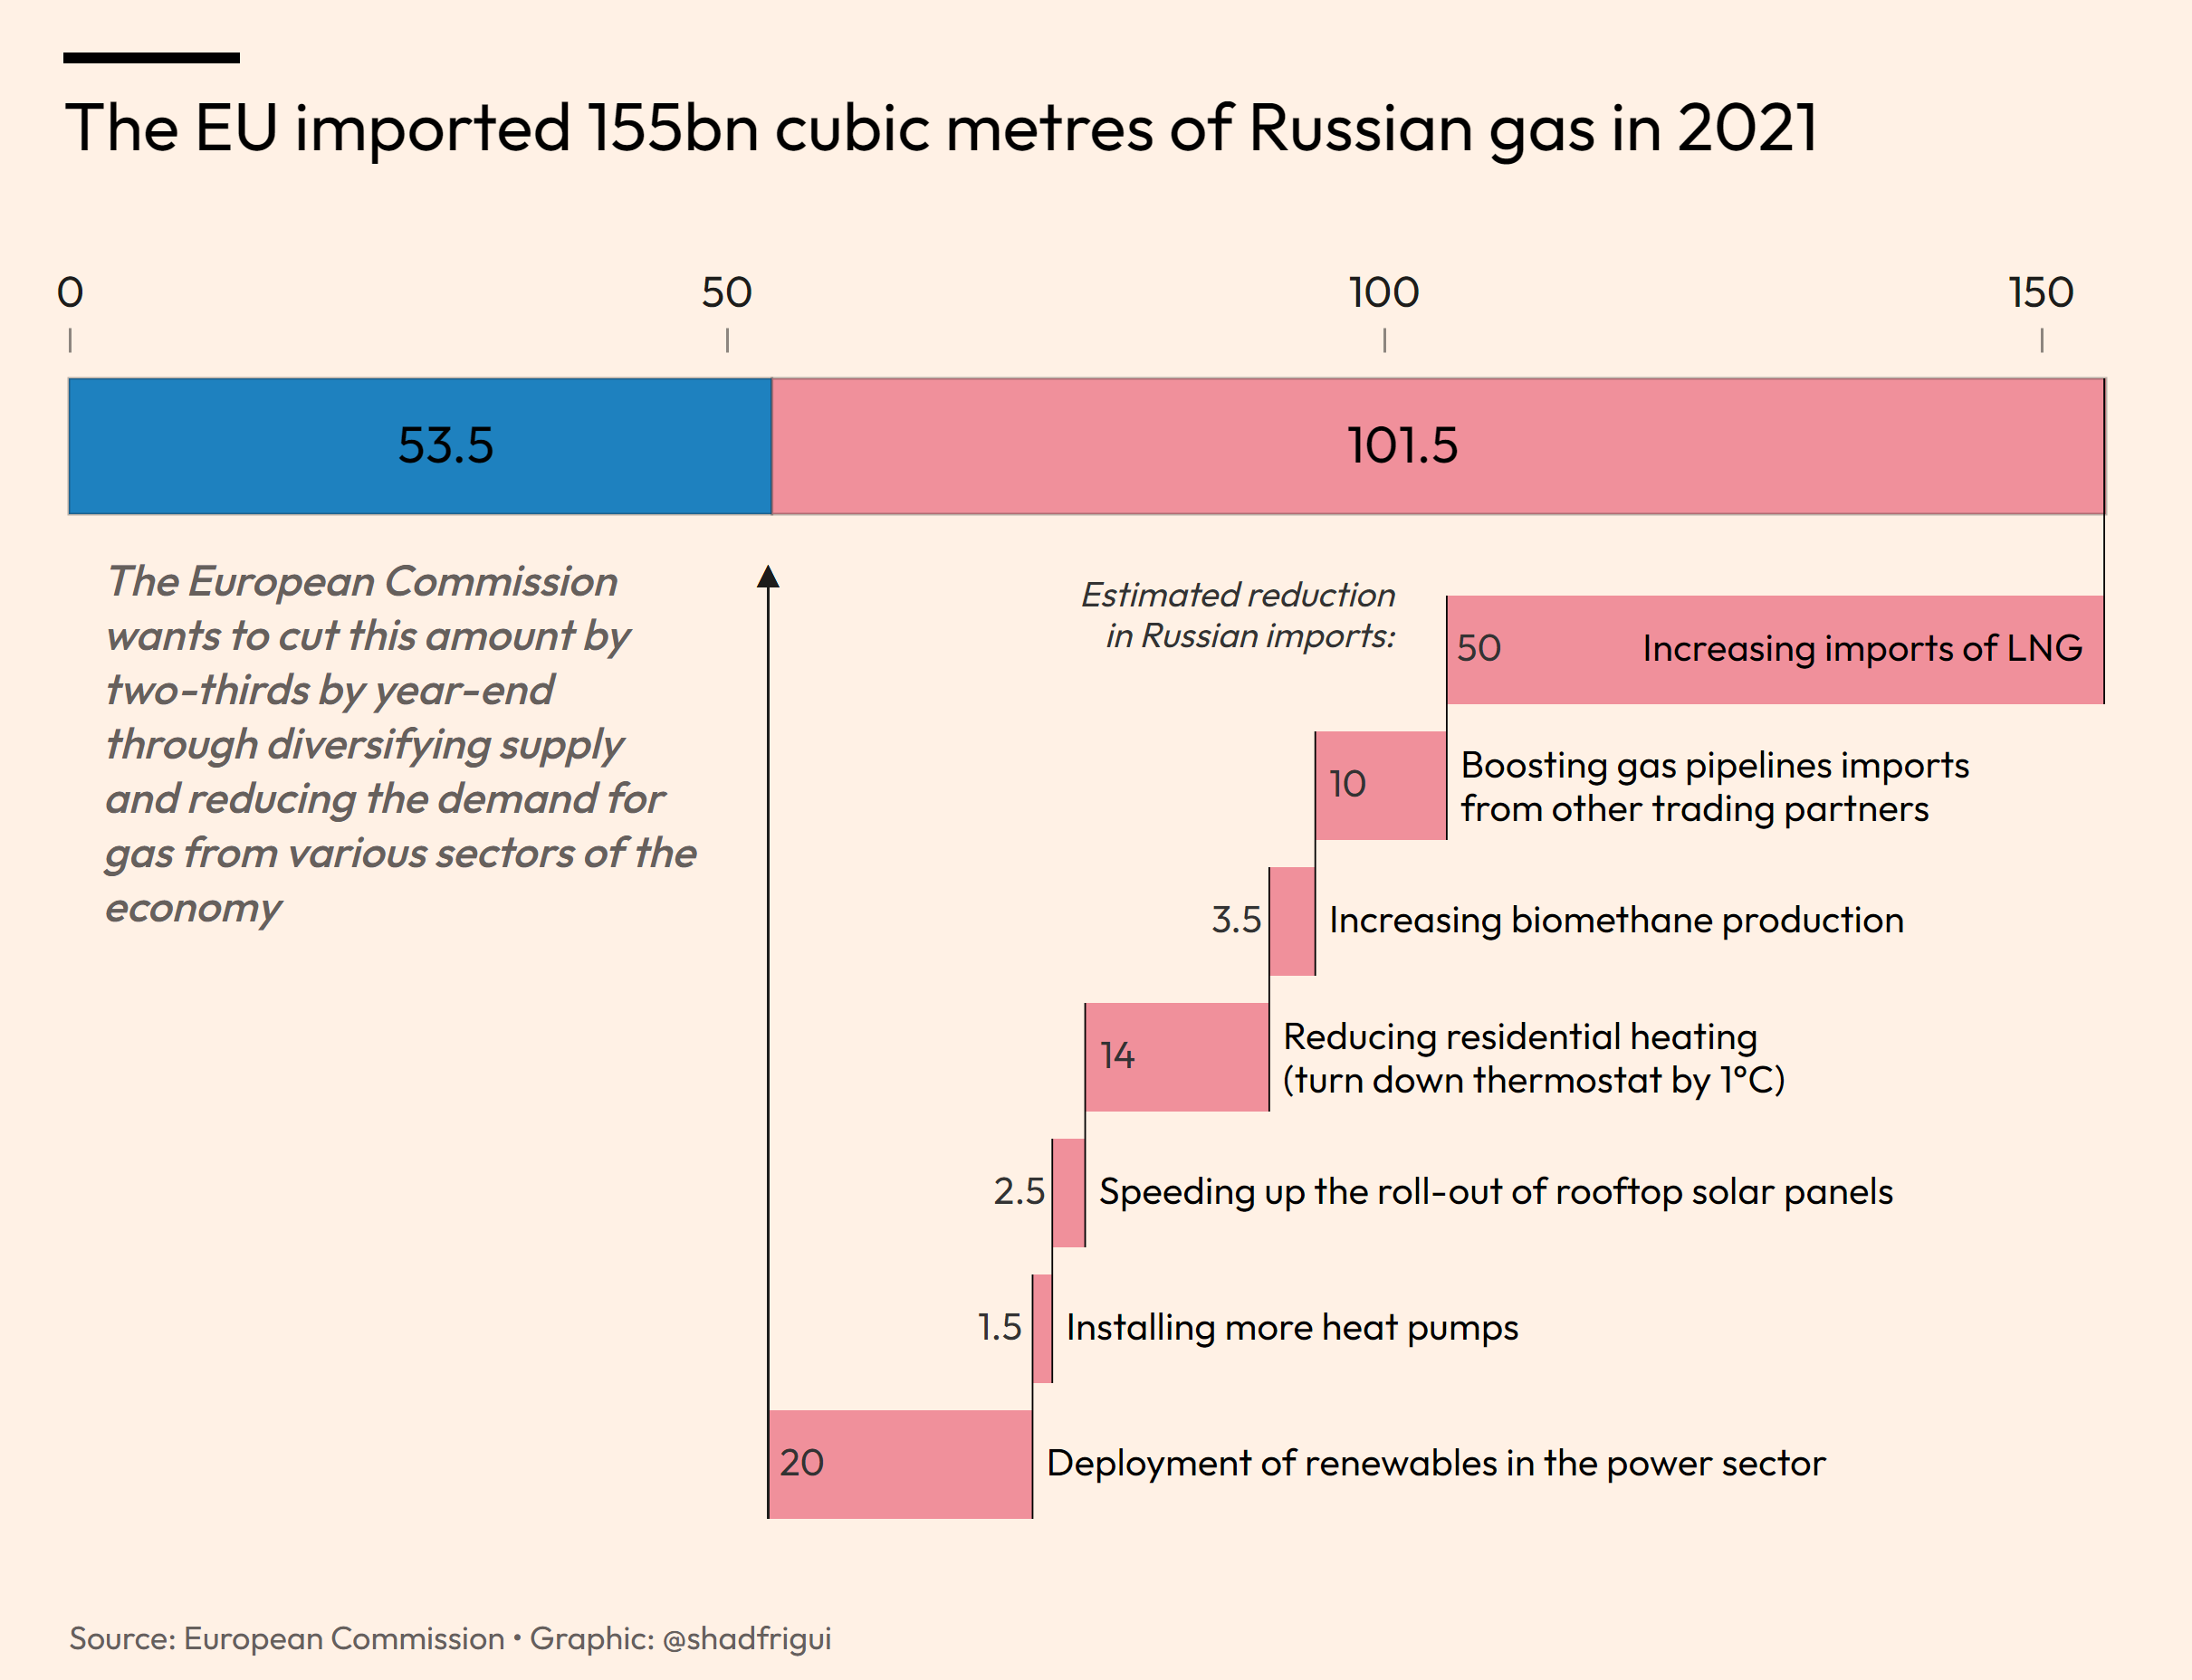 The EU imported 155bn cubic metres of Russian gas in 2021
0
50
100
150
53.5
101.5
The European Commission
wants to cut this amount by
two-thirds by year-end
through diversifying supply
and reducing the demand for
gas from various sectors of the
economy
Estimated reduction
in Russian imports:
50
Increasing imports of LNG
10
Boosting gas pipelines imports
from other trading partners
3.5
Increasing biomethane production
14
Reducing residential heating
(turn down thermostat by 1°C)
2.5
Speeding up the roll-out of rooftop solar panels
1.5
Installing more heat pumps
20
Deployment of renewables in the power sector
Source: European Commission • Graphic: @shadfrigui